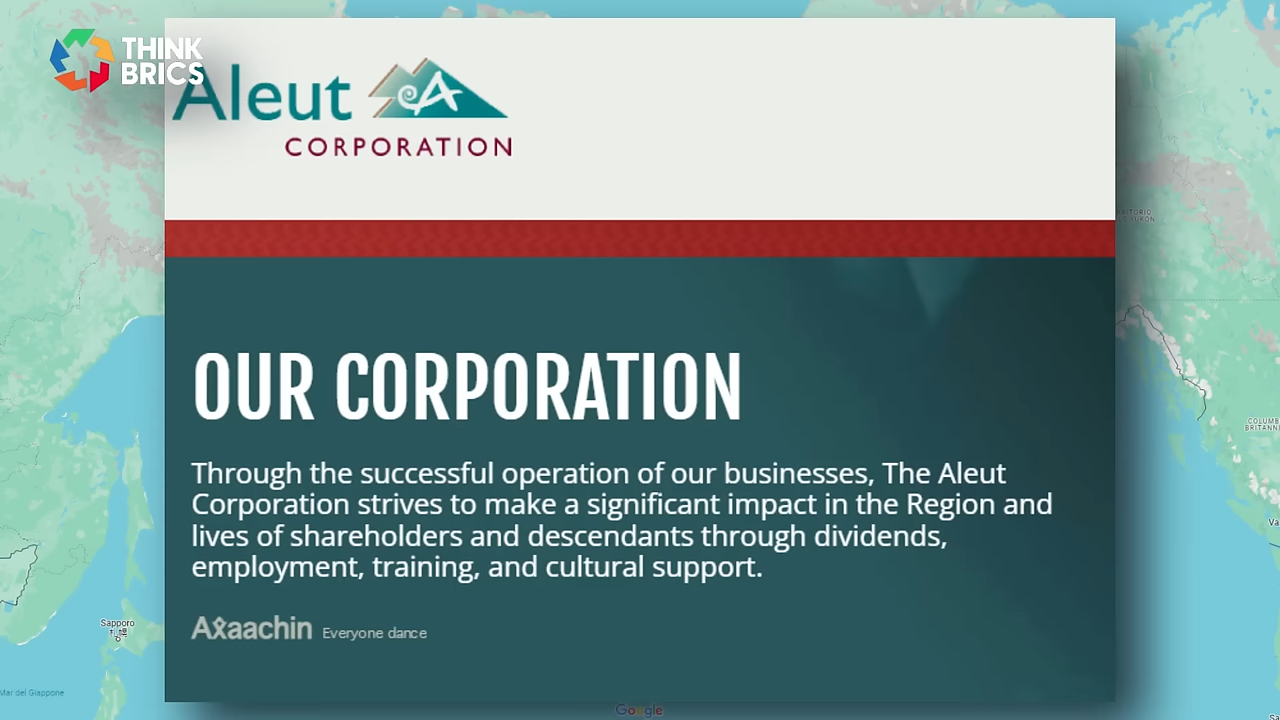 THINK
BRICS
Aleut
CORPORATION
OUR CORPORATION
Through the successful operation of our businesses, The Aleut
Corporation strives to make a significant impact in the Region and
lives of shareholders and descendants through dividends,
employment, training, and cultural support.
Ax̂aachin Everyone dance
Sapporo
Mar del Giappone
Google